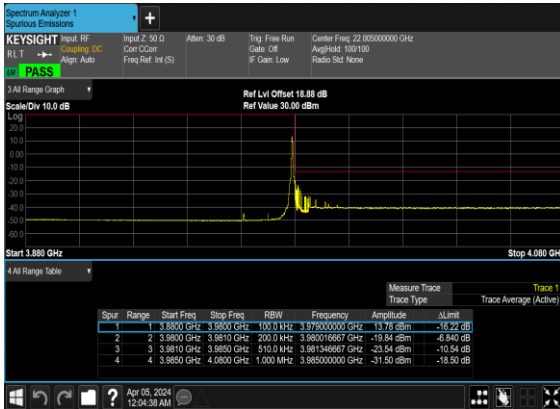 Spectrum Analyzer 1
Spurious Emissions
KEYSIGHT Input: RF Input Z: 50 Ω Atten: 30 dB Trig: Free Run Center Freq: 22.005000000 GHz
RLT Coupling: DC Corr CCorr Gate: Off Avg|Hold: 100/100
Align: Auto Freq Ref: Int (S) IF Gain: Low Radio Std: None
LXI PASS
3 All Range Graph
Ref Lvl Offset 18.88 dB
Scale/Div 10.0 dB Ref Value 30.00 dBm
Log
20.0
10.0
0.00
-10.0
-20.0
-30.0
-40.0
-50.0
-60.0
Start 3.880 GHz Stop 4.080 GH
4 All Range Table
Measure Trace Trace 1
Trace Type Trace Average (Active)
Spur Range Start Freq Stop Freq RBW Frequency Amplitude ΔLimit
1 1 3.8800 GHz 3.9800 GHz 100.0 kHz 3.979000000 GHz 13.78 dBm -16.22 dB
2 2 3.9800 GHz 3.9810 GHz 200.0 kHz 3.980016667 GHz -19.84 dBm -6.840 dB
3 3 3.9810 GHz 3.9850 GHz 510.0 kHz 3.981346667 GHz -23.54 dBm -10.54 dB
4 4 3.9850 GHz 4.0800 GHz 1.000 MHz 3.985000000 GHz -31.50 dBm -18.50 dB
Apr 05, 2024
12:04:38 AM